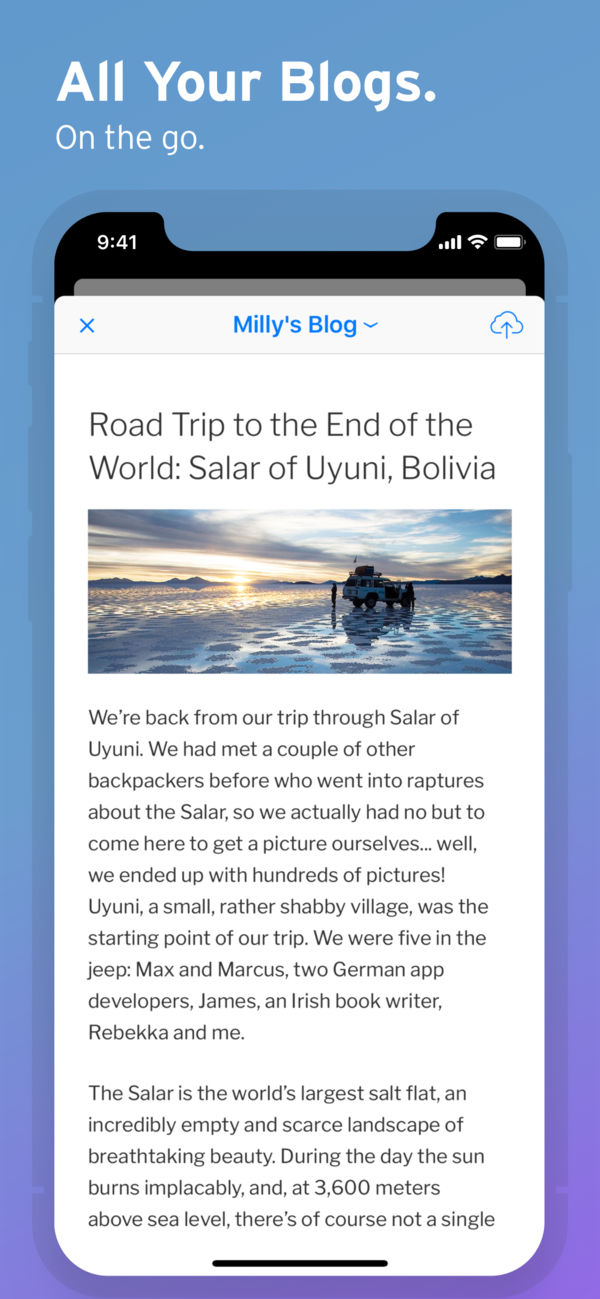 All Your Blogs.
On the go.
9:41
Milly's Blog
Road Trip to the End of the
World: Salar of Uyuni, Bolivia
We’re back from our trip through Salar of
Uyuni. We had met a couple of other
backpackers before who went into raptures
about the Salar, so we actually had no but to
come here to get a picture ourselves... well,
we ended up with hundreds of pictures!
Uyuni, a small, rather shabby village, was the
starting point of our trip. We were five in the
jeep: Max and Marcus, two German app
developers, James, an Irish book writer,
Rebekka and me.
The Salar is the world’s largest salt flat, an
incredibly empty and scarce landscape of
breathtaking beauty. During the day the sun
burns implacably, and, at 3,600 meters
above sea level, there’s of course not a single